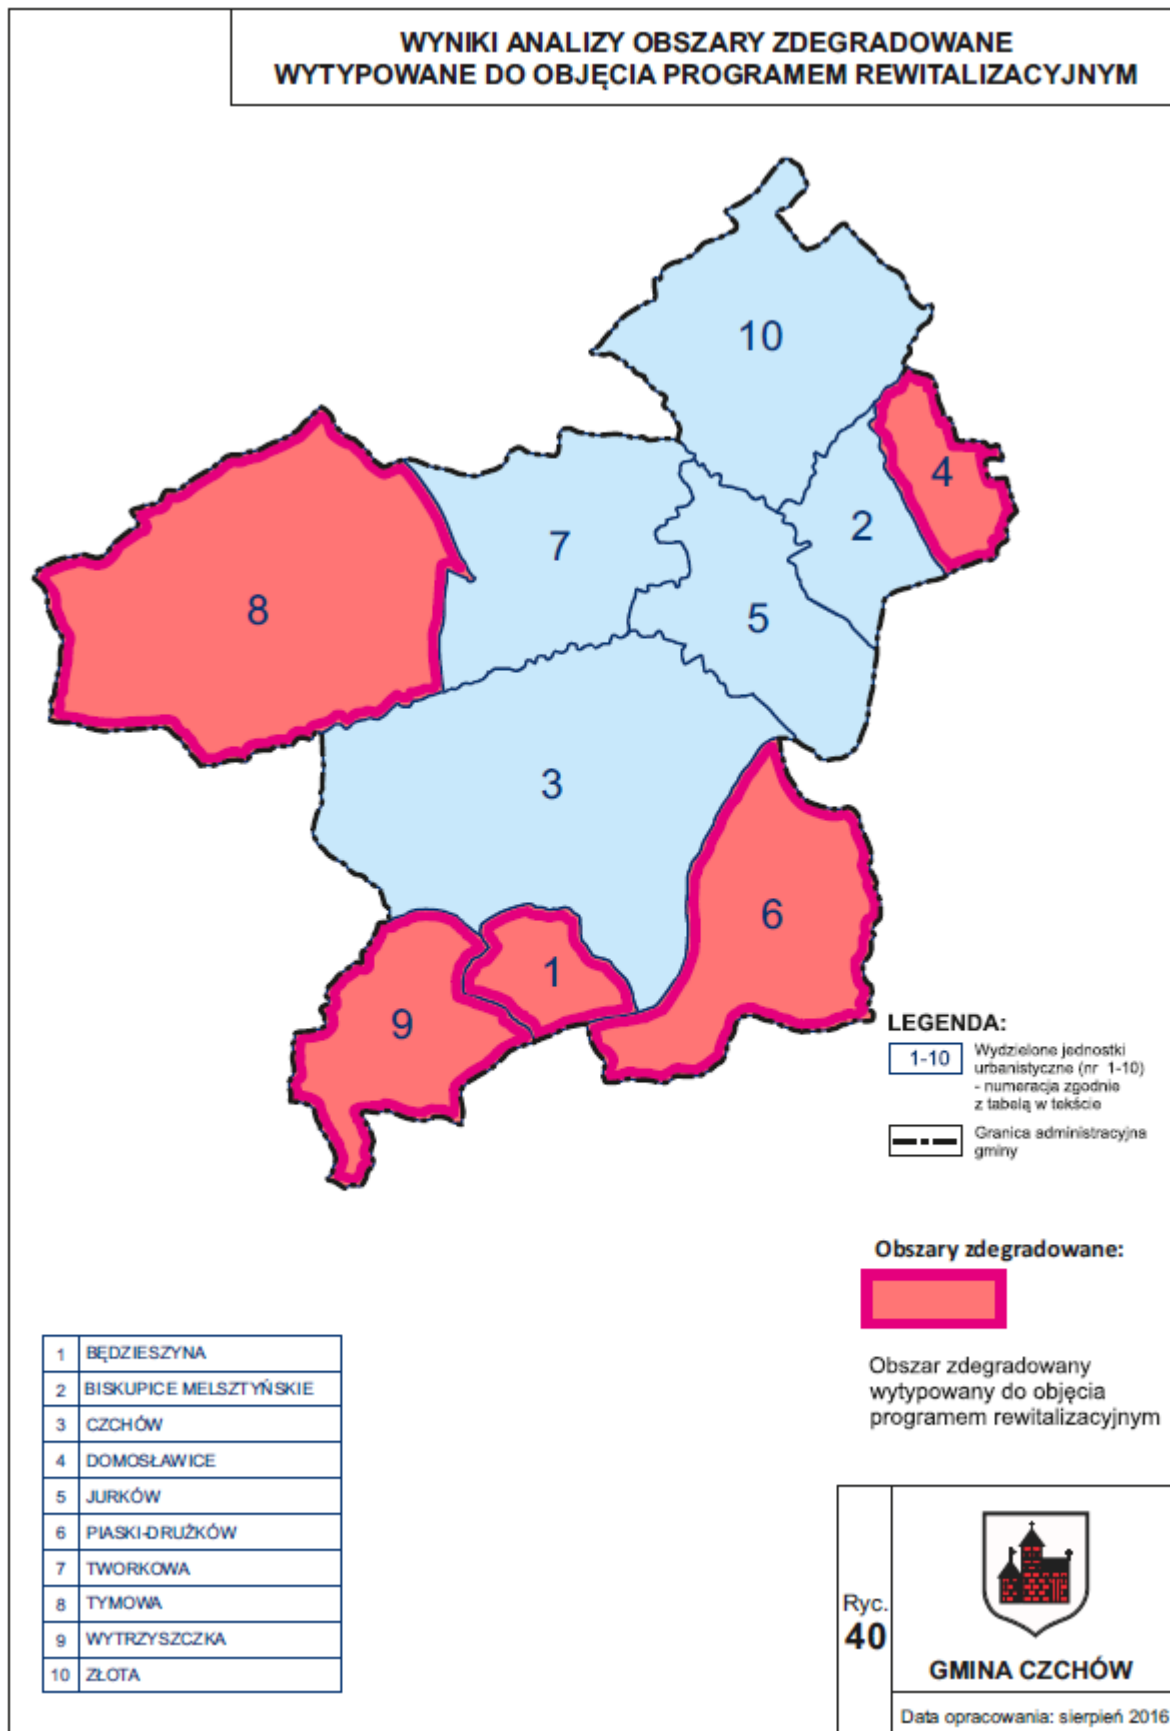 WYNIKI ANALIZY OBSZARY ZDEGRADOWANE
WYTYPOWANE DO OBJĘCIA PROGRAMEM REWITALIZACYJNYM
10
4
2
7
8
5
3
6
1
9
LEGENDA:
1-10
Wydzielone jednostki
urbanistyczne (nr 1-10)
- numeracja zgodnie
z tabelą w tekście
Granica administracyjna
gminy
Obszary zdegradowane:
Obszar zdegradowany
wytypowany do objęcia
programem rewitalizacyjnym
1 BĘDZIESZYNA
2 BISKUPICE MELSZTYŃSKIE
3 CZCHÓW
4 DOMOSŁAWICE
5 JURKÓW
6 PIASKI-DRUŻKÓW
7 TWORKOWA
8 TYMOWA
9 WYTRZYSZCZKA
10 ZŁOTA
Ryc.
40
GMINA CZCHÓW
Data opracowania: sierpień 2016